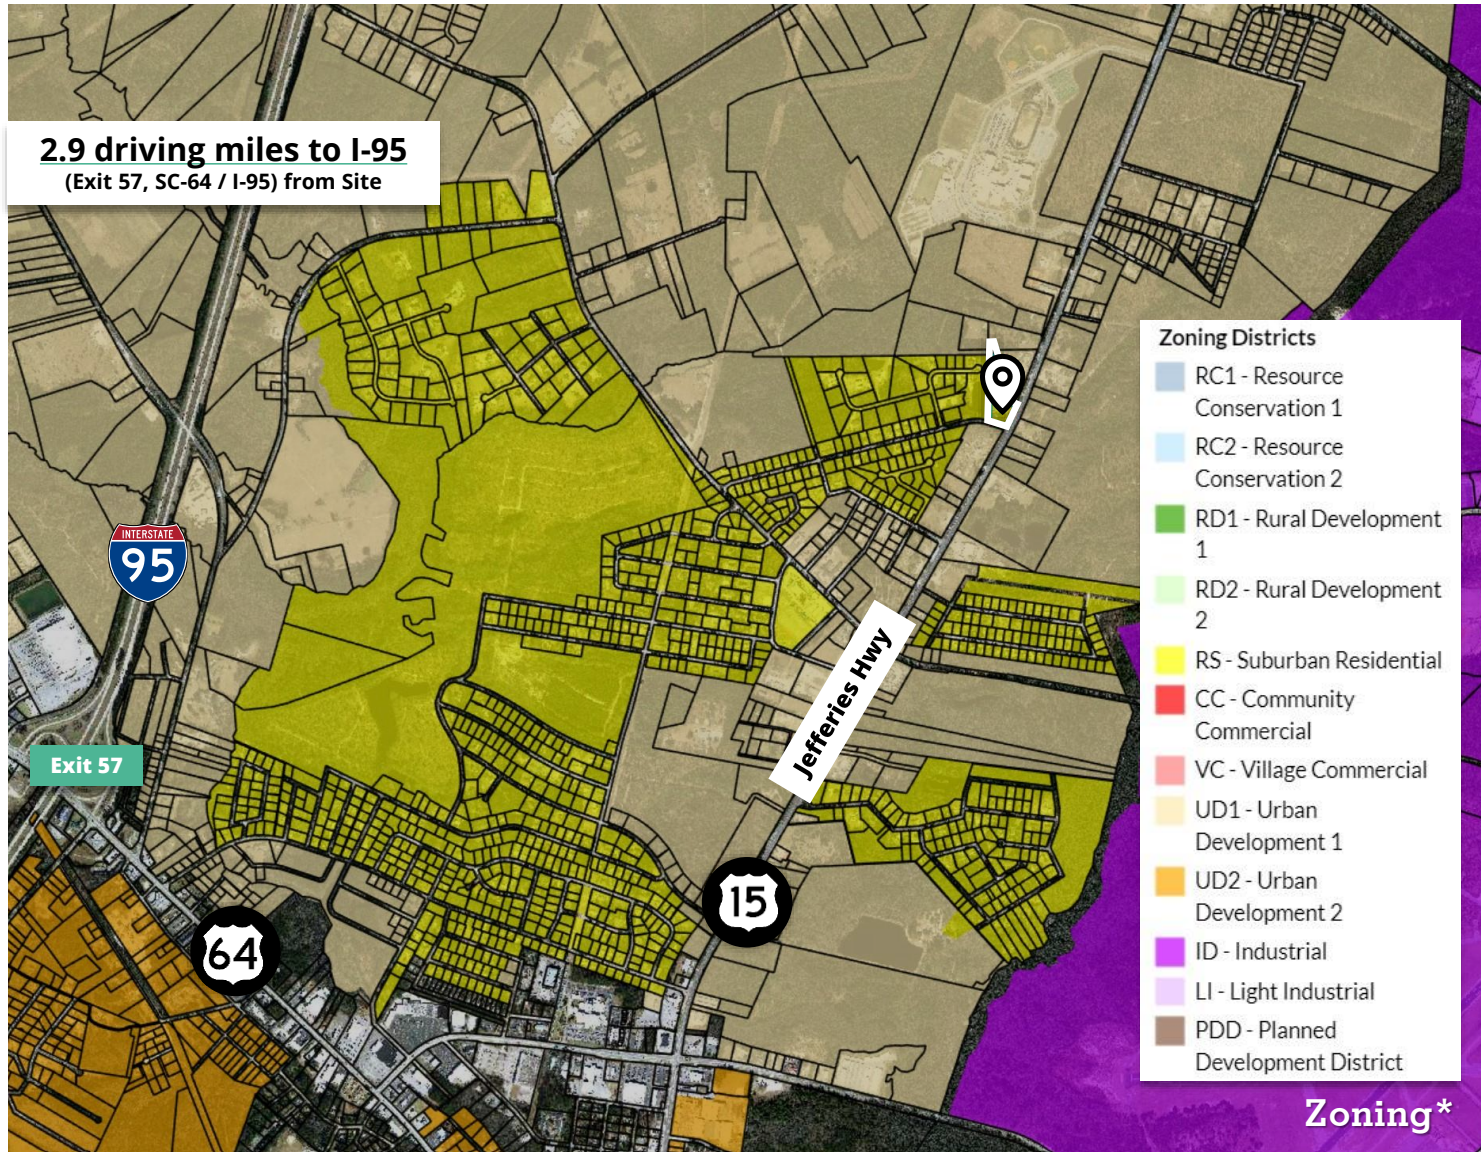 2.9 driving miles to I-95
(Exit 57, SC-64 / I-95) from Site
INTERSTATE
95
Exit 57
64
15
Jefferies Hwy
Zoning Districts
RC1 - Resource
Conservation 1
RC2 - Resource
Conservation 2
RD1 - Rural Development
1
RD2 - Rural Development
2
RS - Suburban Residential
CC - Community
Commercial
VC - Village Commercial
UD1 - Urban
Development 1
UD2 - Urban
Development 2
ID - Industrial
LI - Light Industrial
PDD - Planned
Development District
Zoning*